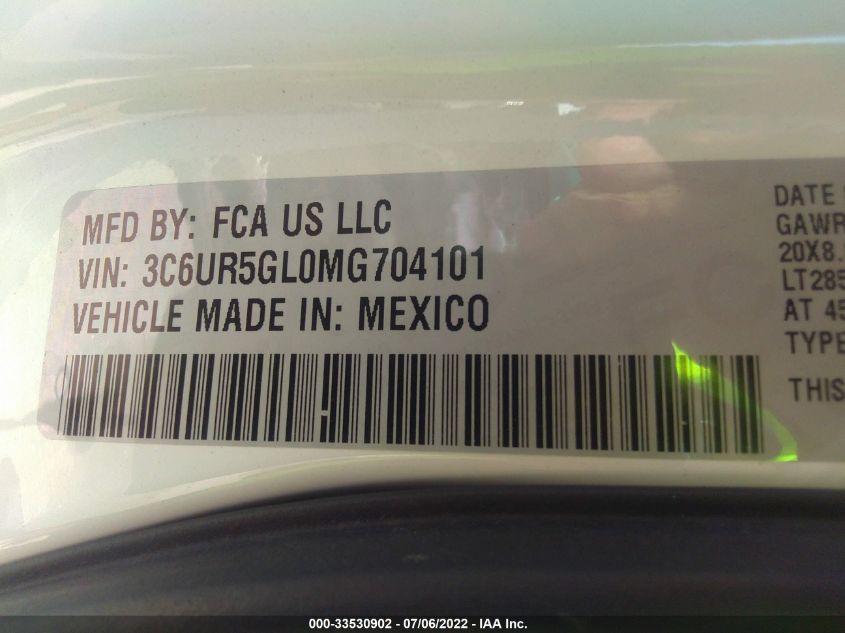 MFD BY: FCA US LLC
VIN: 3C6UR5GL0MG704101
VEHICLE MADE IN: MEXICO
DATE
GAWR
20X8.
LT285
AT 45
TYPE
THIS
000-33530902 - 07/06/2022 - IAA Inc.